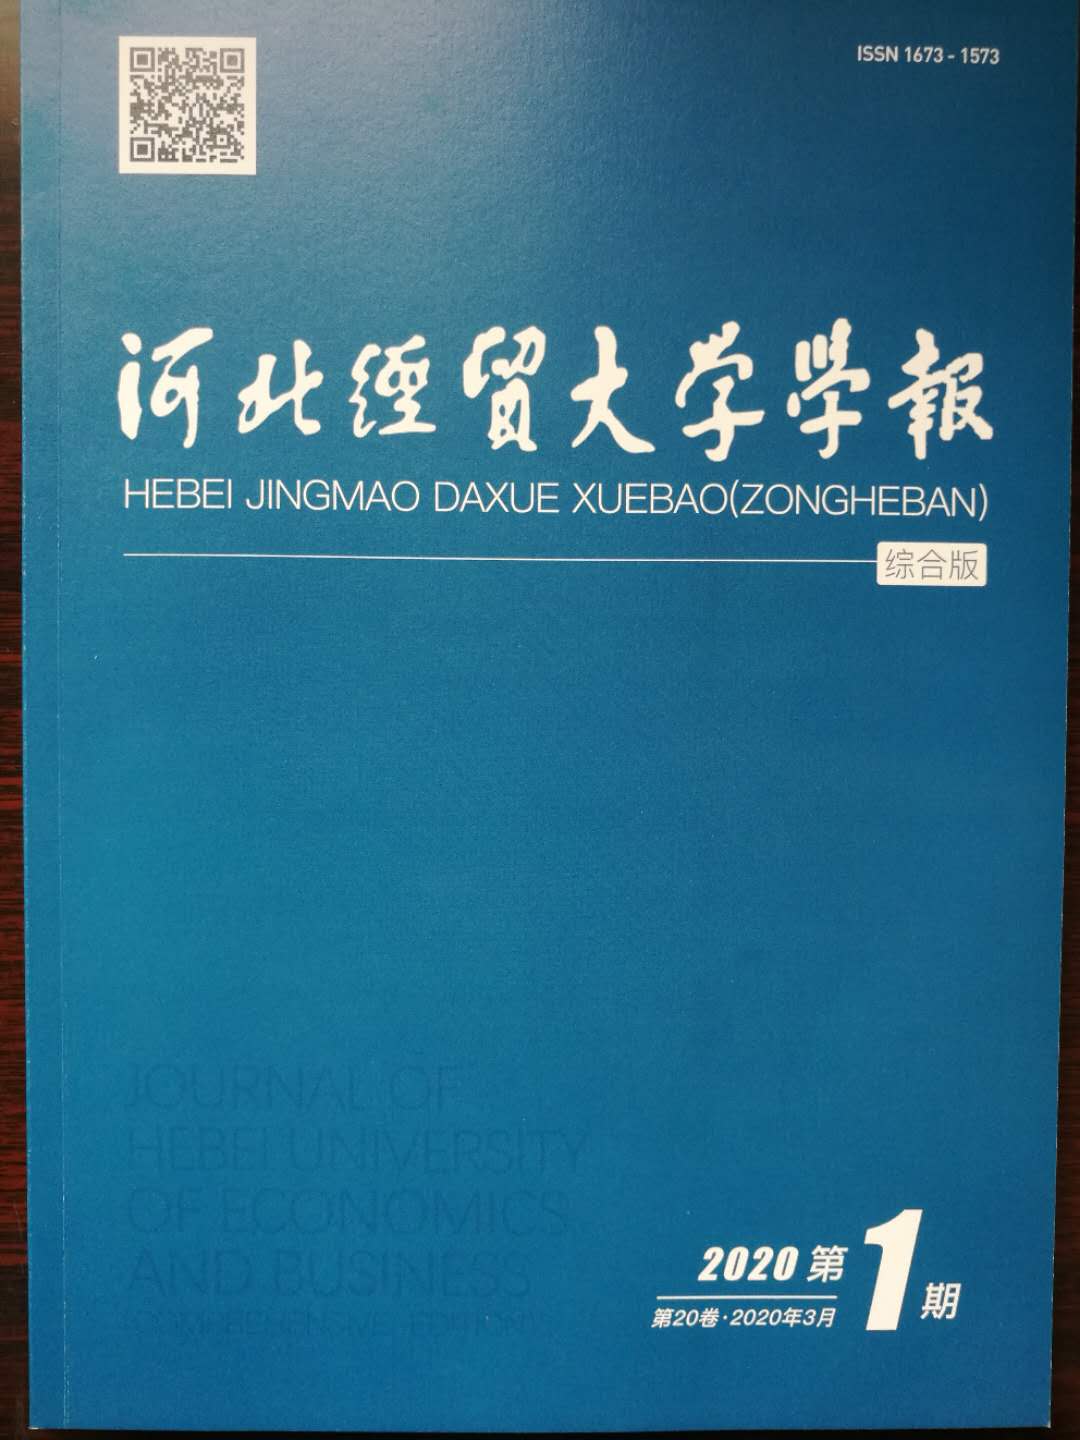 ISSN 1673-1573
河北經貿大学學報
HEBEI JINGMAO DAXUE XUEBAO(ZONGHEBAN)
综合版
JOURNAL OF
HEBEI UNIVERSITY
OF ECONOMICS
AND BUSINESS
2020 第1期
第20卷·2020年3月